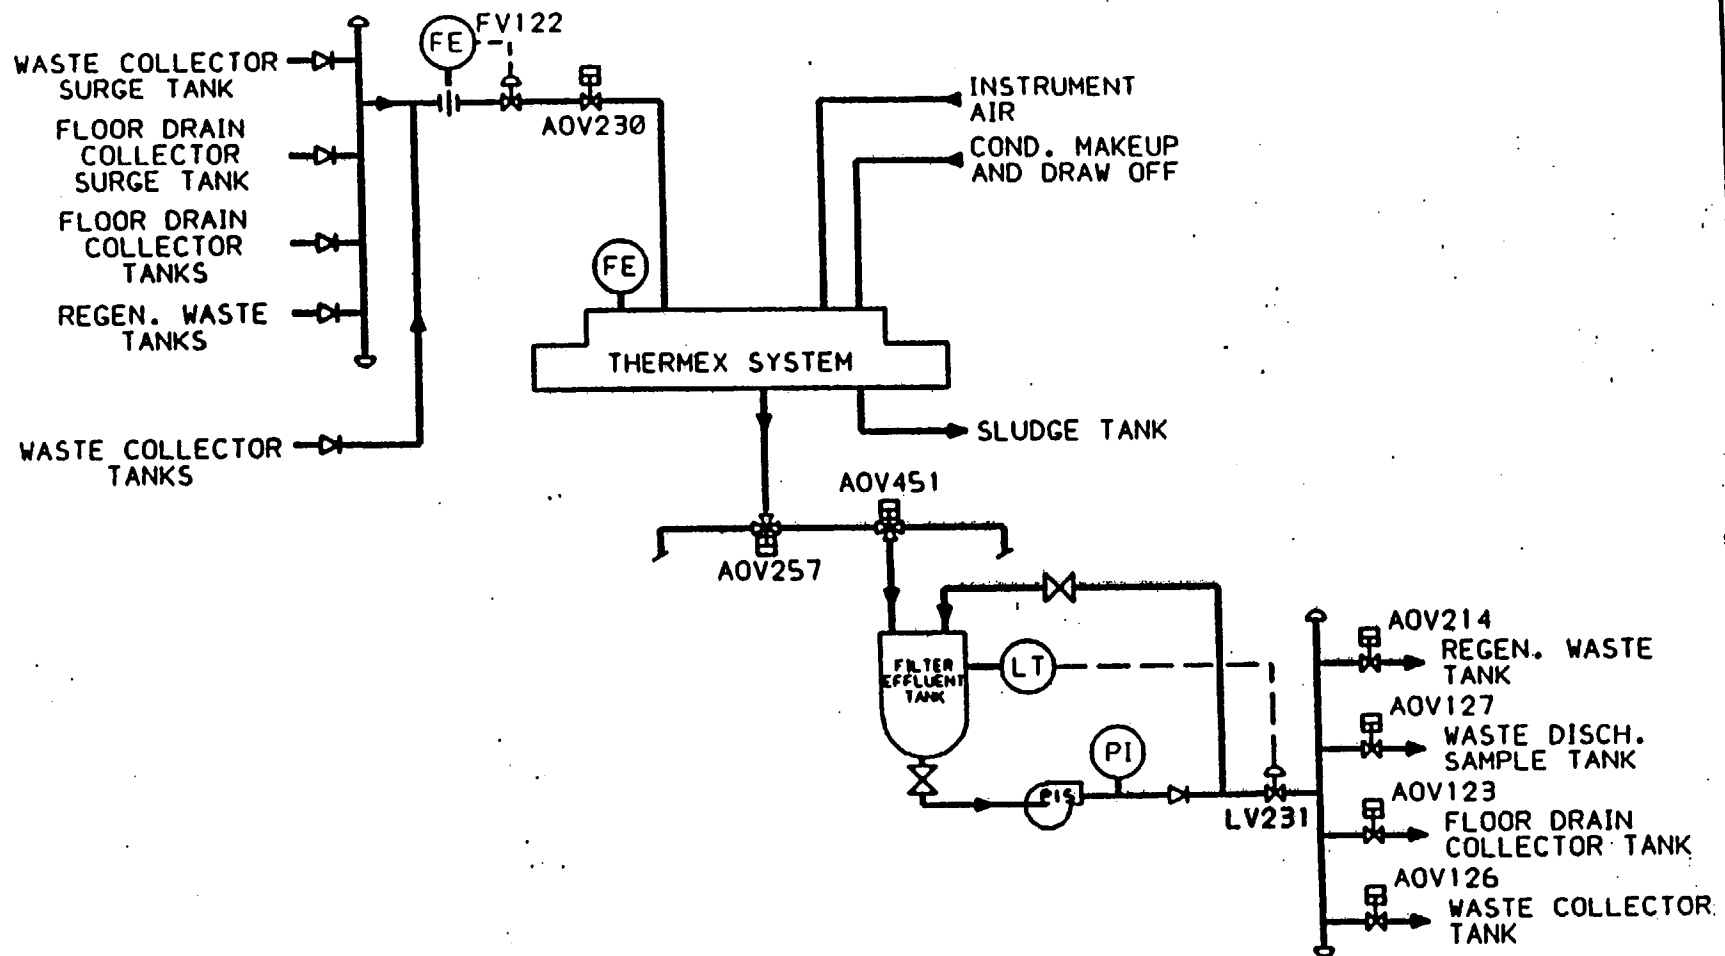 WASTE COLLECTOR
SURGE TANK
FLOOR DRAIN
COLLECTOR
SURGE TANK
FLOOR DRAIN
COLLECTOR
TANKS
REGEN. WASTE
TANKS
WASTE COLLECTOR
TANKS
FE
FV122
AOV230
INSTRUMENT
AIR
COND. MAKEUP
AND DRAW OFF
FE
THERMEX SYSTEM
SLUDGE TANK
AOV451
AOV257
FILTER
EFFLUENT
TANK
LT
PI
P15
LV231
AOV214
REGEN. WASTE
TANK
AOV127
WASTE DISCH.
SAMPLE TANK
AOV123
FLOOR DRAIN
COLLECTOR TANK
AOV126
WASTE COLLECTOR
TANK